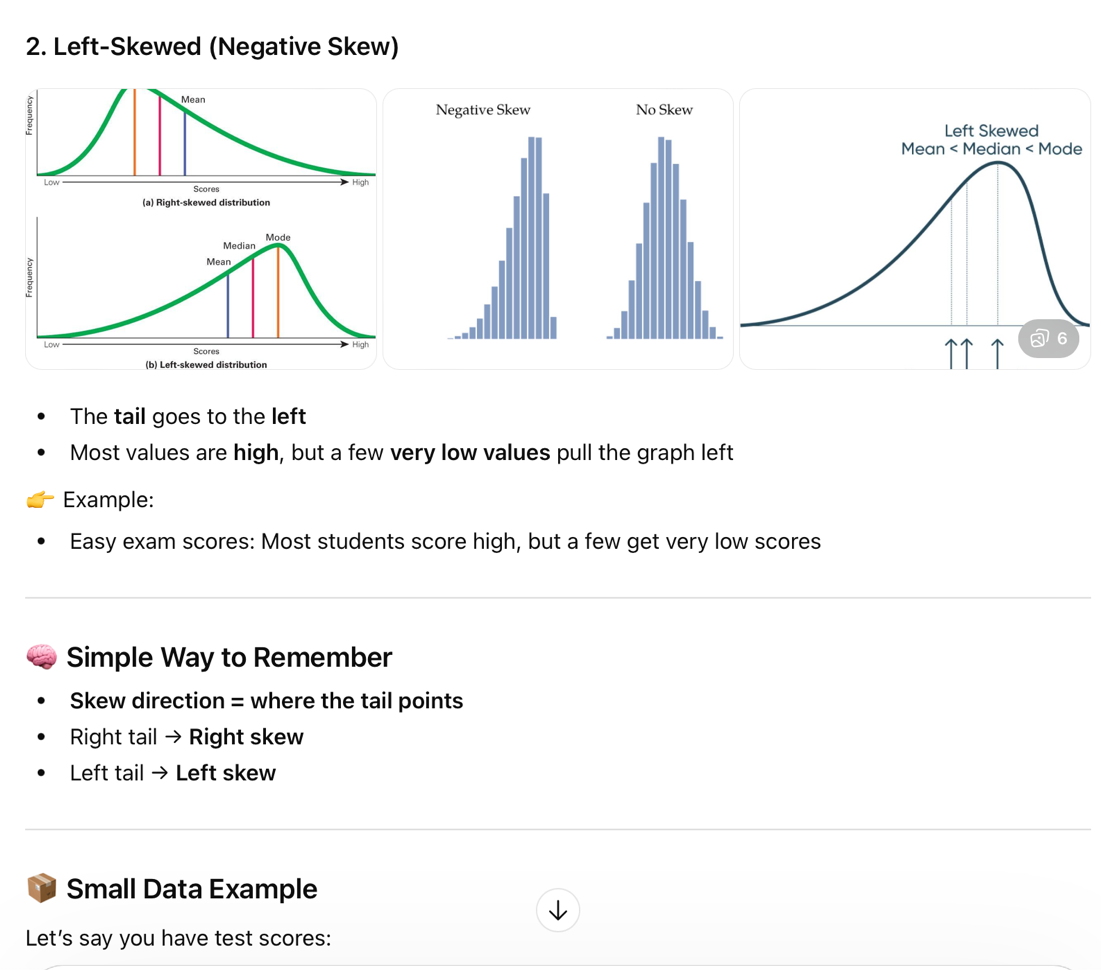 2. Left-Skewed (Negative Skew)
Frequency
Mean
Low
High
Scores
(a) Right-skewed distribution
Frequency
Mode
Median
Mean
Low
High
Scores
(b) Left-skewed distribution
Negative Skew
No Skew
Left Skewed
Mean < Median < Mode
6
• The tail goes to the left
• Most values are high, but a few very low values pull the graph left
👉 Example:
• Easy exam scores: Most students score high, but a few get very low scores
🧠 Simple Way to Remember
• Skew direction = where the tail points
• Right tail → Right skew
• Left tail → Left skew
📦 Small Data Example
Let’s say you have test scores: